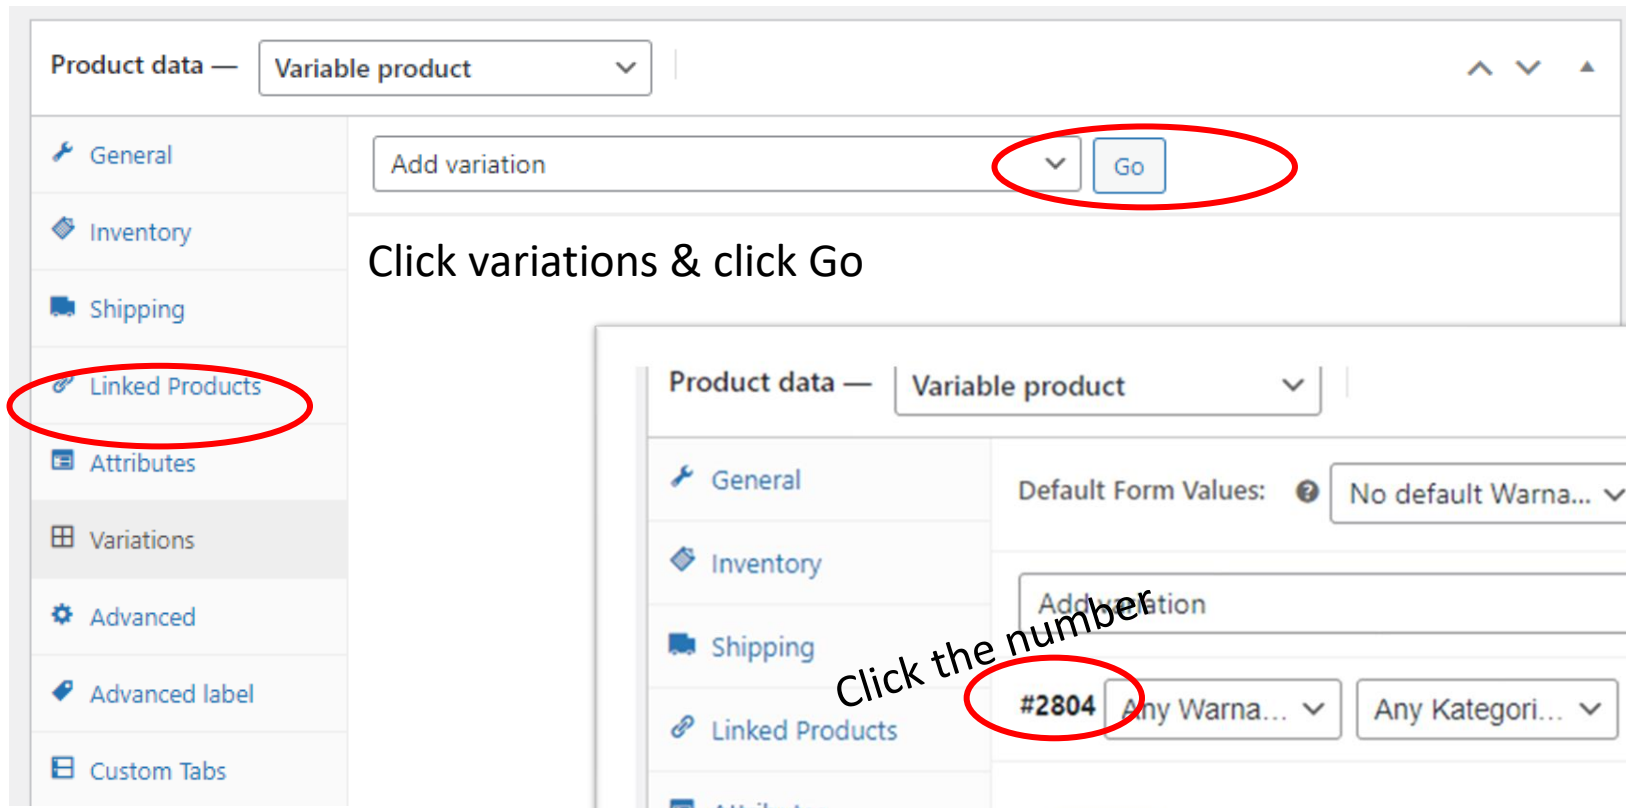 Product data — Variable product
General
Add variation Go
Inventory
Click variations & click Go
Shipping
Linked Products
Attributes
Variations
Advanced
Advanced label
Custom Tabs
Product data — Variable product
General
Default Form Values: No default Warna...
Inventory
Add variation
Click the number
Shipping
#2804 Any Warna... Any Kategori...
Linked Products